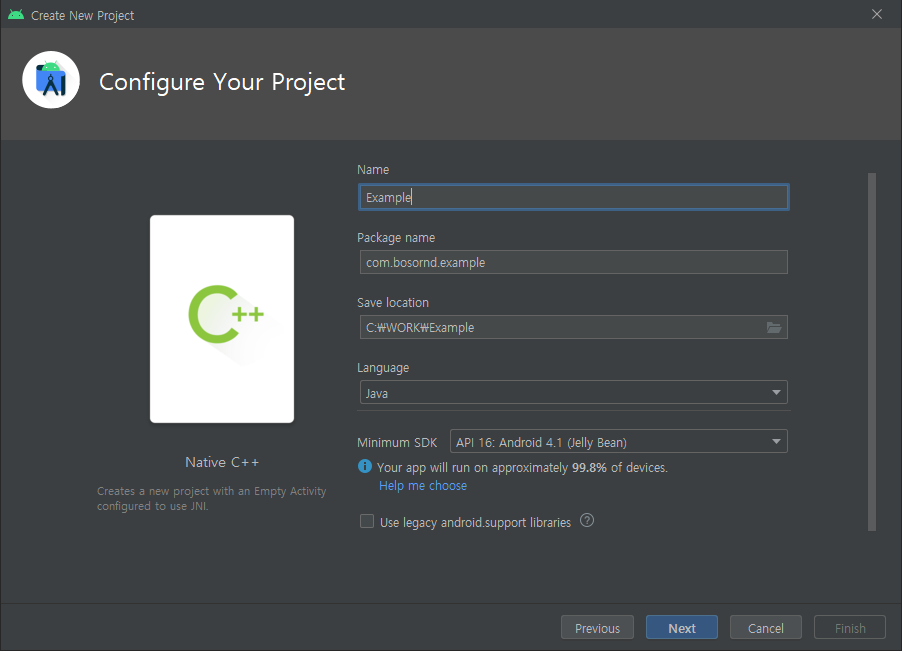 Create New Project
Configure Your Project
Name
Example
Package name
com.bosornd.example
Save location
C:₩WORK₩Example
Language
Java
Minimum SDK API 16: Android 4.1 (Jelly Bean)
Your app will run on approximately 99.8% of devices.
Help me choose
Use legacy android.support libraries ?
C++
Native C++
Creates a new project with an Empty Activity
configured to use JNI.
Previous Next Cancel Finish